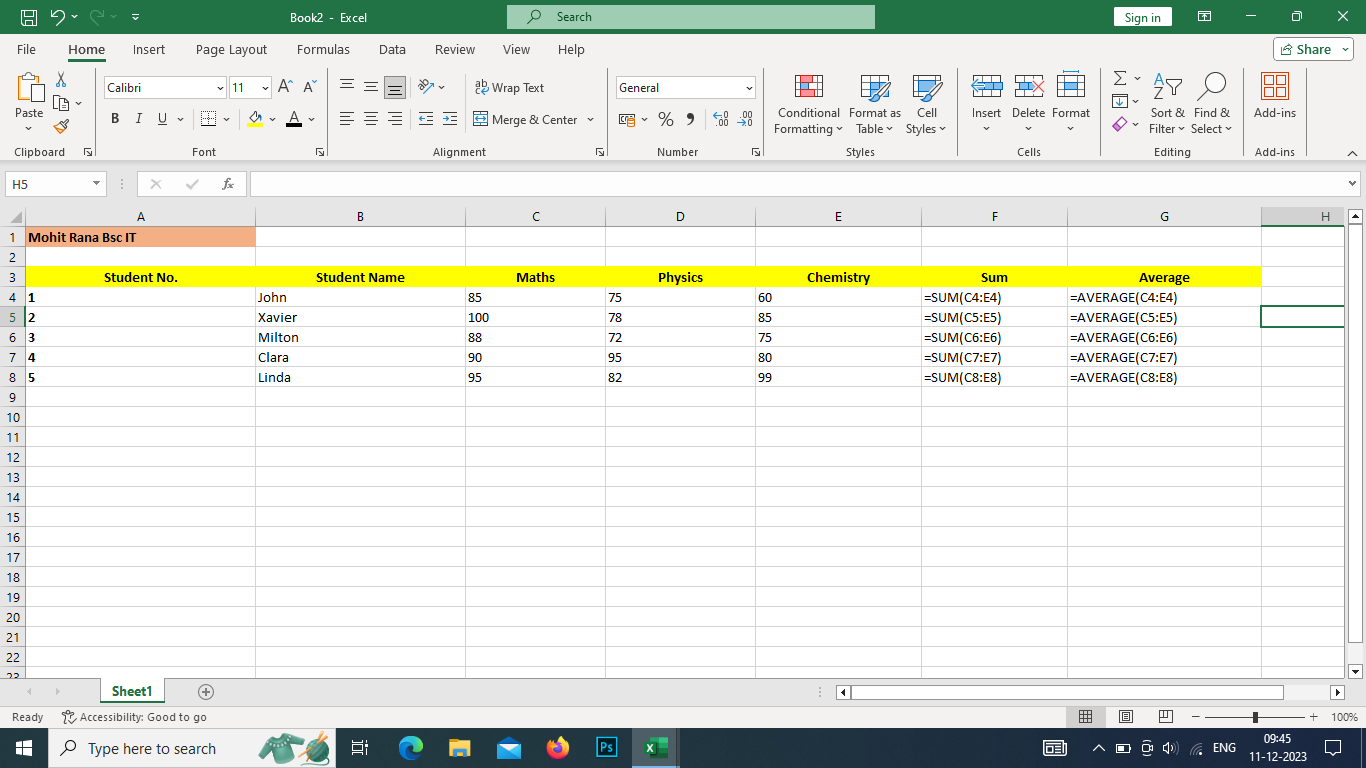 Book2 - Excel Search Sign in
File Home Insert Page Layout Formulas Data Review View Help Share
Calibri 11 A A ab Wrap Text General
Paste B I U A Merge & Center % Conditional Formatting Format as Table Cell Styles Insert Delete Format Sort & Filter Find & Select Add-ins
Clipboard Font Alignment Number Styles Cells Editing Add-ins
H5 fx
A B C D E F G H
1 Mohit Rana Bsc IT
2
3 Student No. Student Name Maths Physics Chemistry Sum Average
4 1 John 85 75 60 =SUM(C4:E4) =AVERAGE(C4:E4)
5 2 Xavier 100 78 85 =SUM(C5:E5) =AVERAGE(C5:E5)
6 3 Milton 88 72 75 =SUM(C6:E6) =AVERAGE(C6:E6)
7 4 Clara 90 95 80 =SUM(C7:E7) =AVERAGE(C7:E7)
8 5 Linda 95 82 99 =SUM(C8:E8) =AVERAGE(C8:E8)
9
10
11
12
13
14
15
16
17
18
19
20
21
22
23
Sheet1
Ready Accessibility: Good to go 100%
Type here to search Ps ENG 09:45
11-12-2023